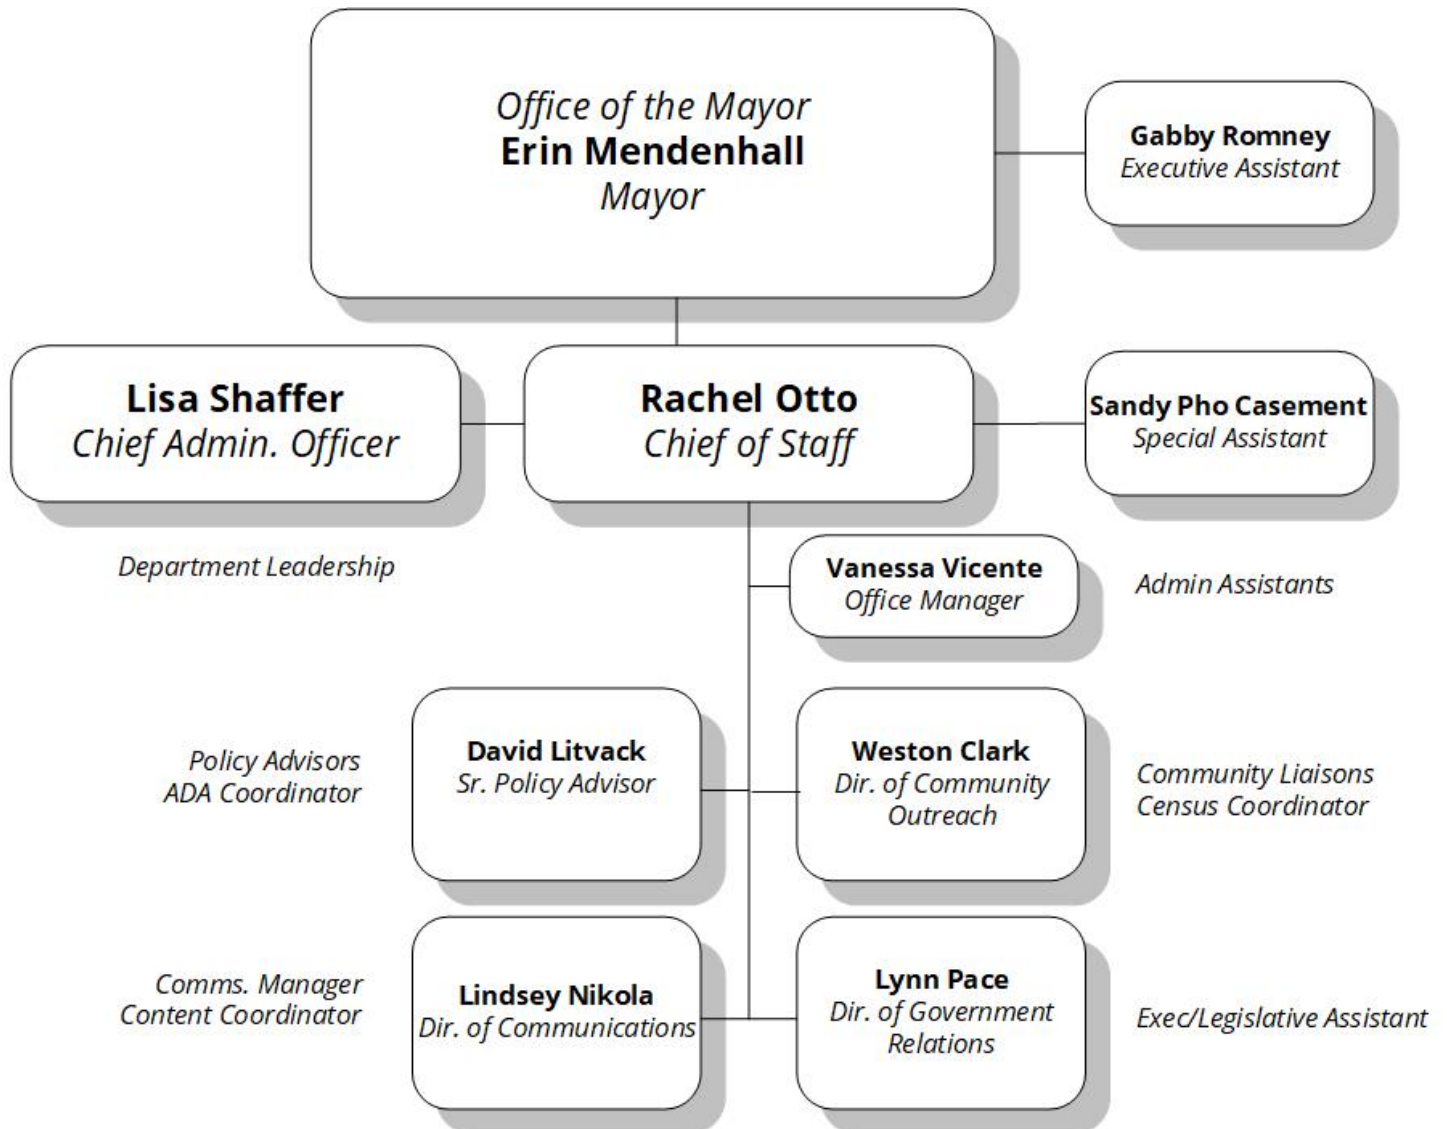 Office of the Mayor
Erin Mendenhall
Mayor
Gabby Romney
Executive Assistant
Lisa Shaffer
Chief Admin. Officer
Rachel Otto
Chief of Staff
Sandy Pho Casement
Special Assistant
Department Leadership
Vanessa Vicente
Office Manager
Admin Assistants
Policy Advisors
ADA Coordinator
David Litvack
Sr. Policy Advisor
Weston Clark
Dir. of Community
Outreach
Community Liaisons
Census Coordinator
Comms. Manager
Content Coordinator
Lindsey Nikola
Dir. of Communications
Lynn Pace
Dir. of Government
Relations
Exec/Legislative Assistant